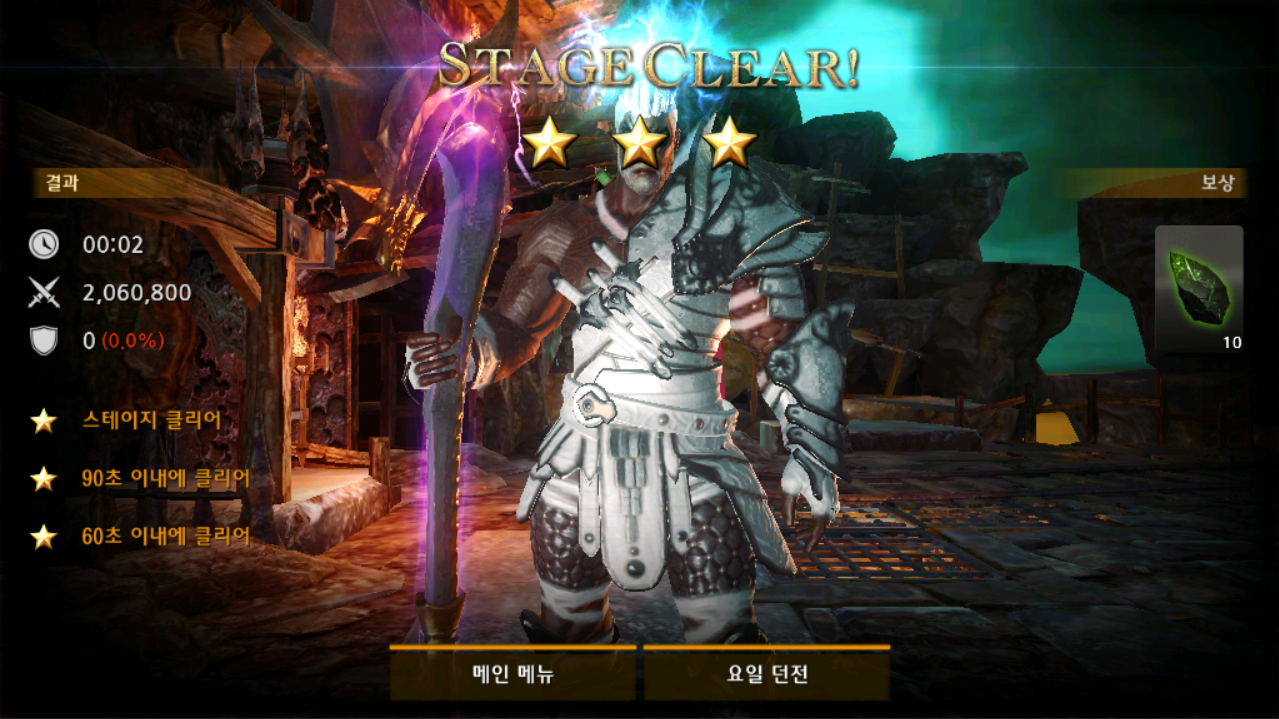 STAGE CLEAR!
결과
00:02
2,060,800
0 (0.0%)
스테이지 클리어
90초 이내에 클리어
60초 이내에 클리어
보상
10
메인 메뉴
요일 던전